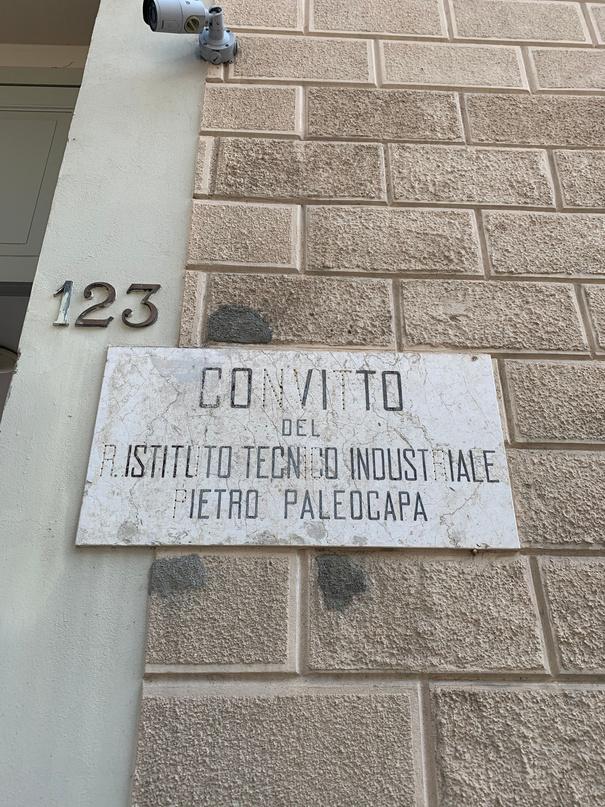 123
CONVITTO
DEL
R. ISTITUTO TECNICO INDUSTRIALE
PIETRO PALEOCAPA